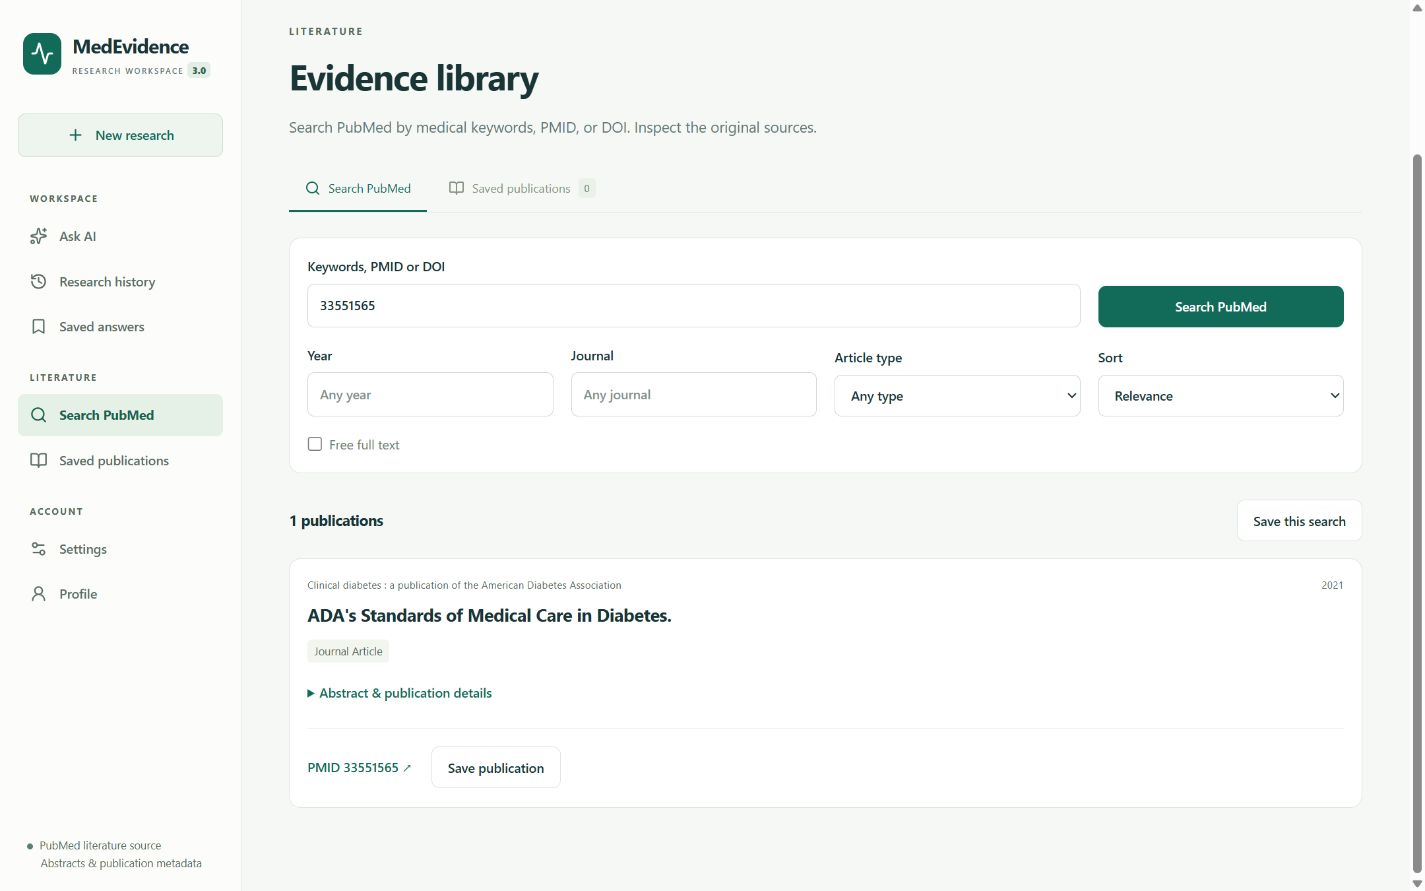 MedEvidence
RESEARCH WORKSPACE 3.0
New research
WORKSPACE
Ask AI
Research history
Saved answers
LITERATURE
Search PubMed
Saved publications
ACCOUNT
Settings
Profile
PubMed literature source
Abstracts & publication metadata
LITERATURE
Evidence library
Search PubMed by medical keywords, PMID, or DOI. Inspect the original sources.
Search PubMed
Saved publications 0
Keywords, PMID or DOI
33551565
Search PubMed
Year
Journal
Article type
Sort
Any year
Any journal
Any type
Relevance
Free full text
1 publications
Save this search
Clinical diabetes : a publication of the American Diabetes Association
2021
ADA's Standards of Medical Care in Diabetes.
Journal Article
Abstract & publication details
PMID 33551565 ↗
Save publication